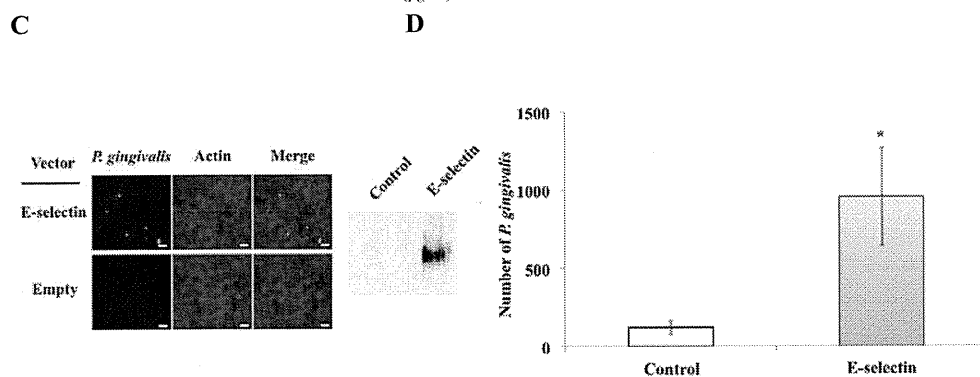 C
D
Vector
P. gingivalis
Actin
Merge
E-selectin
Empty
Control
E-selectin
Number of P. gingivalis
1500
1000
500
0
*
Control
E-selectin